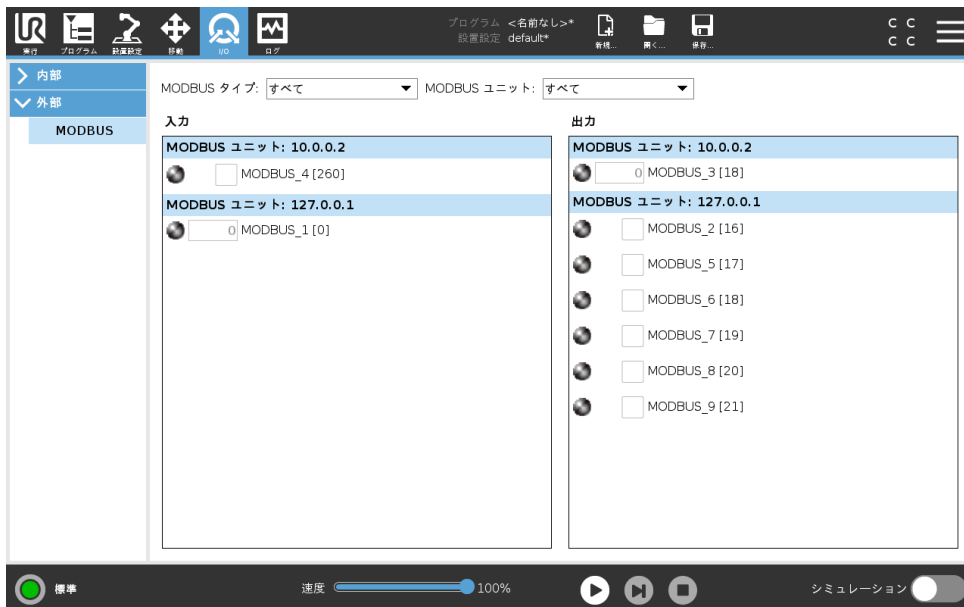 UR
実行
プログラム
設置設定
移動
I/O
ログ
プログラム <名前なし>*
設置設定 default*
新規...
開く...
保存...
C C
C C
内部
外部
MODBUS
MODBUS タイプ: すべて
MODBUS ユニット: すべて
入力
MODBUS ユニット: 10.0.0.2
MODBUS_4 [260]
MODBUS ユニット: 127.0.0.1
0 MODBUS_1 [0]
出力
MODBUS ユニット: 10.0.0.2
0 MODBUS_3 [18]
MODBUS ユニット: 127.0.0.1
MODBUS_2 [16]
MODBUS_5 [17]
MODBUS_6 [18]
MODBUS_7 [19]
MODBUS_8 [20]
MODBUS_9 [21]
標準
速度 100%
シミュレーション